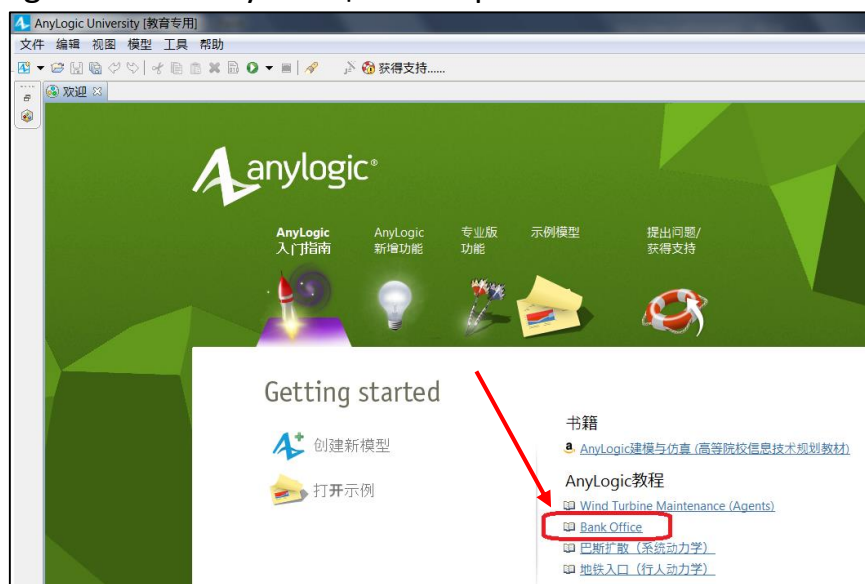 AnyLogic University [教育专用]
文件 编辑 视图 模型 工具 帮助
获得支持......
欢迎
anylogic®
AnyLogic 入门指南
AnyLogic 新增功能
专业版 功能
示例模型
提出问题/ 获得支持
Getting started
创建新模型
打开示例
书籍
AnyLogic建模与仿真 (高等院校信息技术规划教材)
AnyLogic教程
Wind Turbine Maintenance (Agents)
Bank Office
巴斯扩散（系统动力学）
地铁入口（行人动力学）